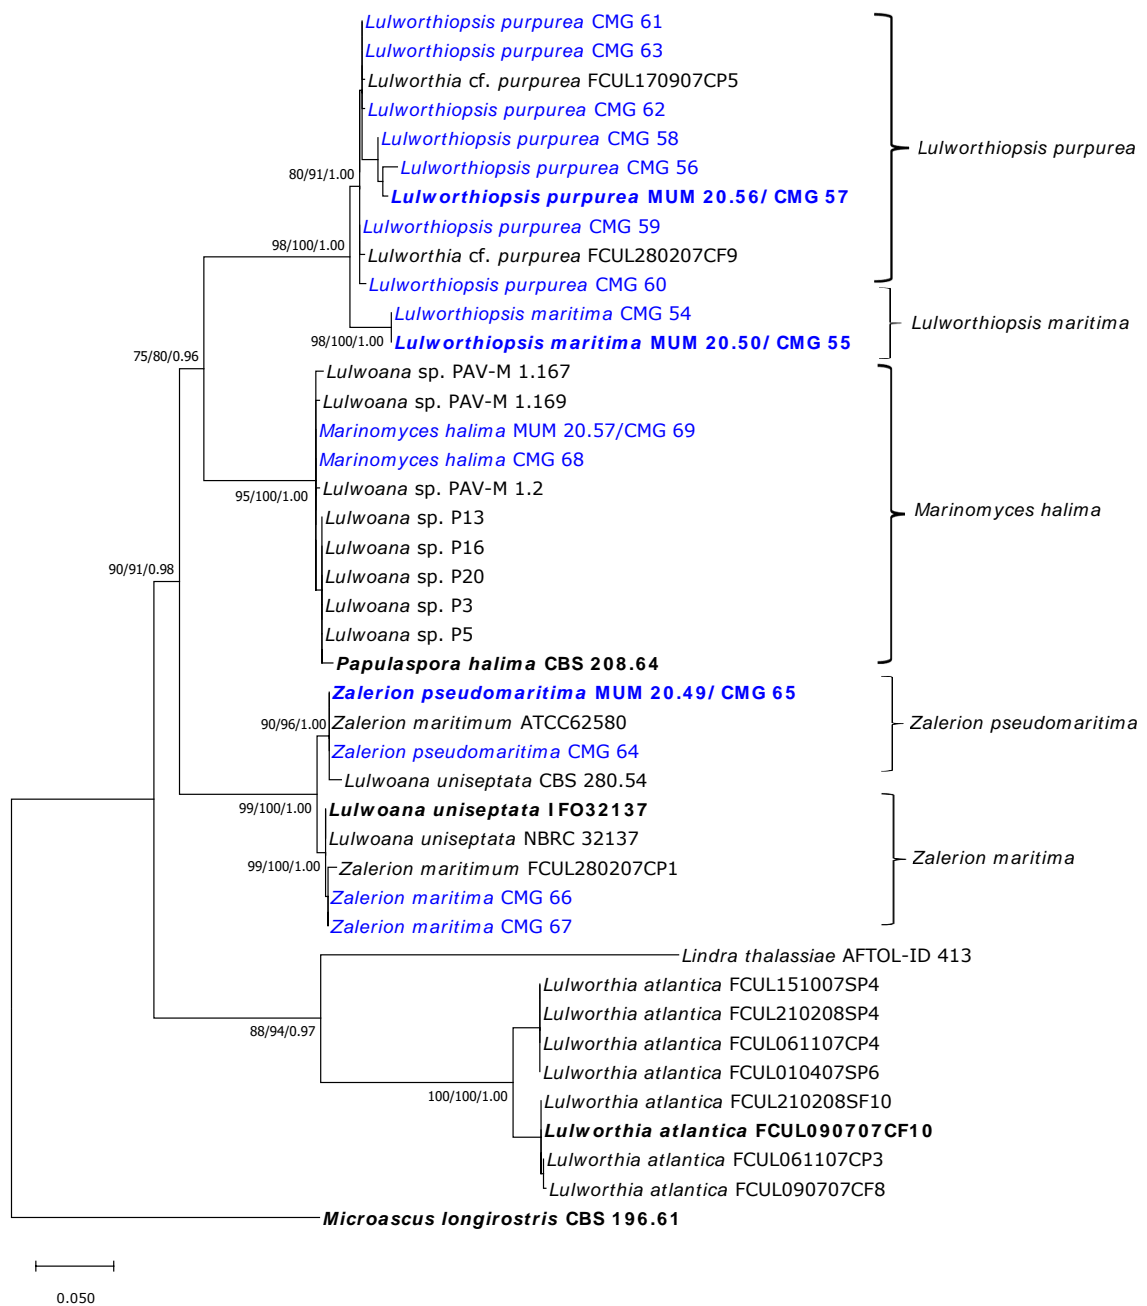 Lulworthiopsis purpurea CMG 61
Lulworthiopsis purpurea CMG 63
Lulworthia cf. purpurea FCUL170907CP5
Lulworthiopsis purpurea CMG 62
Lulworthiopsis purpurea CMG 58
Lulworthiopsis purpurea
Lulworthiopsis purpurea CMG 56
80/91/1.00
Lulworthiopsis purpurea MUM 20.56/ CMG 57
Lulworthiopsis purpurea CMG 59
98/100/1.00
Lulworthia cf. purpurea FCUL280207CF9
Lulworthiopsis purpurea CMG 60
Lulworthiopsis maritima CMG 54
Lulworthiopsis maritima
98/100/1.00
Lulworthiopsis maritima MUM 20.50/ CMG 55
75/80/0.96
Lulwoana sp. PAV-M 1.167
Lulwoana sp. PAV-M 1.169
Marinomyces halima MUM 20.57/CMG 69
Marinomyces halima CMG 68
95/100/1.00
Lulwoana sp. PAV-M 1.2
Marinomyces halima
Lulwoana sp. P13
Lulwoana sp. P16
90/91/0.98
Lulwoana sp. P20
Lulwoana sp. P3
Lulwoana sp. P5
Papulaspora halima CBS 208.64
Zalerion pseudomaritima MUM 20.49/ CMG 65
90/96/1.00
Zalerion maritimum ATCC62580
Zalerion pseudomaritima
Zalerion pseudomaritima CMG 64
Lulwoana uniseptata CBS 280.54
99/100/1.00
Lulwoana uniseptata IFO32137
Lulwoana uniseptata NBRC 32137
Zalerion maritima
99/100/1.00
Zalerion maritimum FCUL280207CP1
Zalerion maritima CMG 66
Zalerion maritima CMG 67
Lindra thalassiae AFTOL-ID 413
Lulworthia atlantica FCUL151007SP4
Lulworthia atlantica FCUL210208SP4
88/94/0.97
Lulworthia atlantica FCUL061107CP4
Lulworthia atlantica FCUL010407SP6
100/100/1.00
Lulworthia atlantica FCUL210208SF10
Lulworthia atlantica FCUL090707CF10
Lulworthia atlantica FCUL061107CP3
Lulworthia atlantica FCUL090707CF8
Microascus longirostris CBS 196.61
0.050